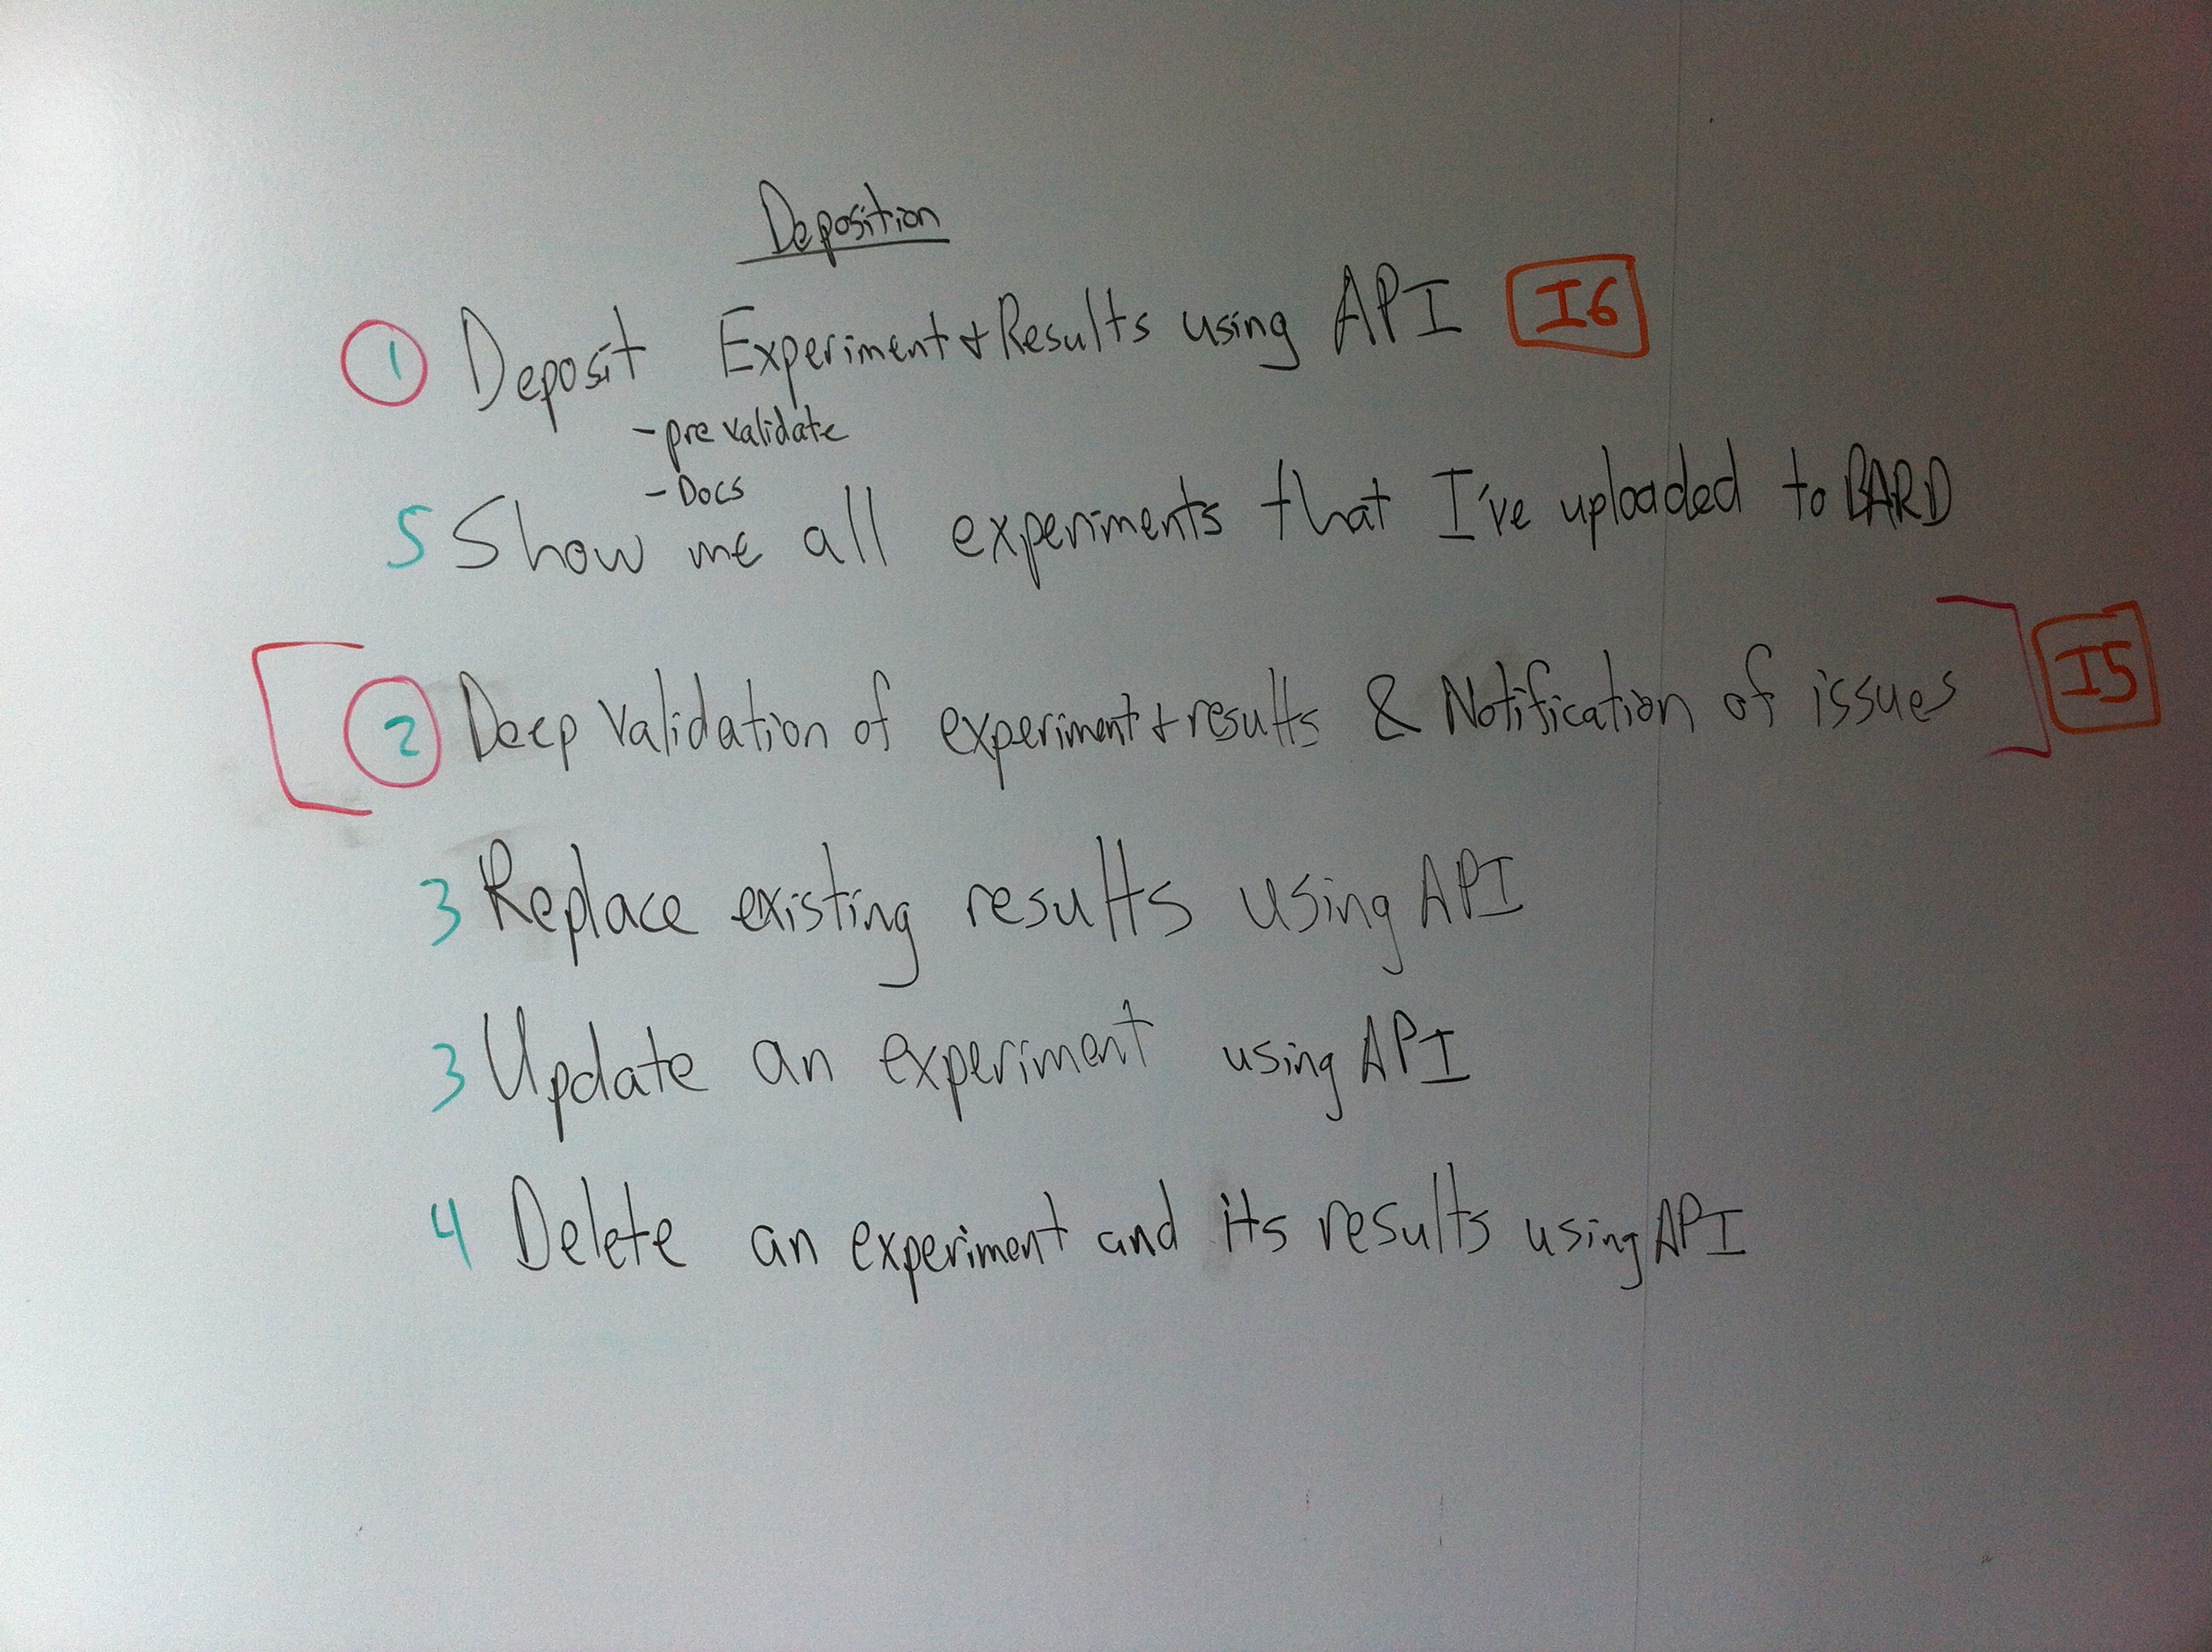 Deposition
1 Deposit Experiment + Results using API I6
- pre validate
- Docs
5 Show me all experiments that I've uploaded to BARD
[ 2 Deep Validation of experiment + results & Notification of issues ] I5
3 Replace existing results using API
3 Update an experiment using API
4 Delete an experiment and its results using API